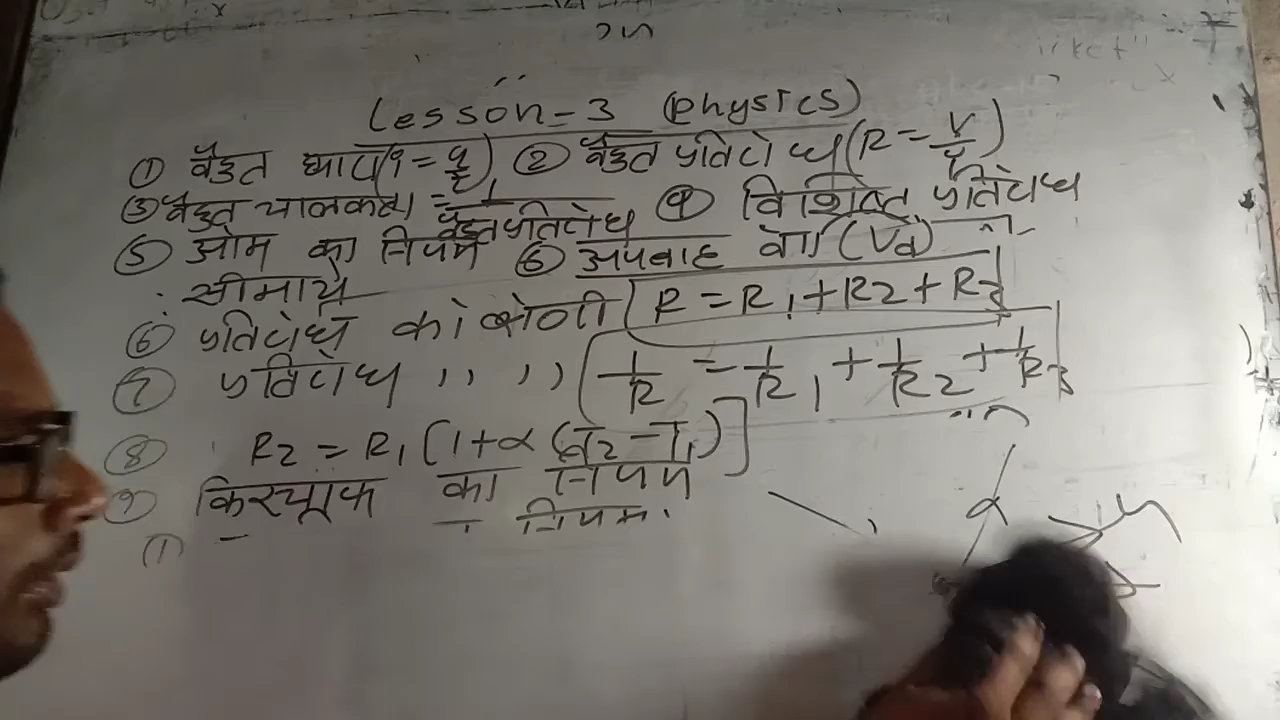 Lesson-3 (Physics)
① वैद्युत धारा (१ = q/t) ② वैद्युत प्रतिरोध (R = V/१)
③ वैद्युत चालकता = 1/वैद्युत प्रतिरोध ④ विशिष्ट प्रतिरोध
⑤ ओम का नियम ⑥ अपवाह वेग (Vd)
सीमायें
⑥ प्रतिरोध को श्रेणी R = R1 + R2 + R3
⑦ प्रतिरोध ,, ,, 1/R = 1/R1 + 1/R2 + 1/R3
⑧ R2 = R1 [1+α (T2 - T1)]
⑨ किरचॉफ का नियम
नियम.
α